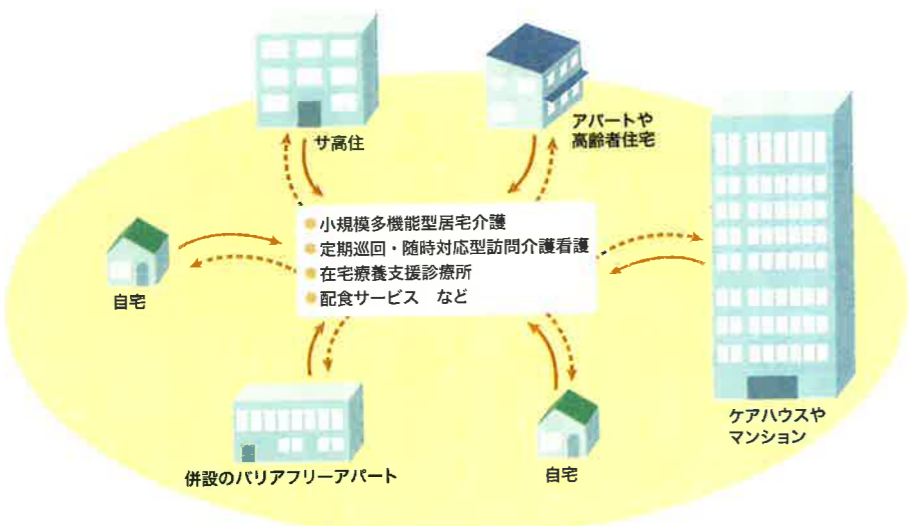 サ高住
アパートや
高齢者住宅
小規模多機能型居宅介護
定期巡回・随時対応型訪問介護看護
在宅療養支援診療所
配食サービス　など
自宅
ケアハウスや
マンション
併設のバリアフリーアパート
自宅